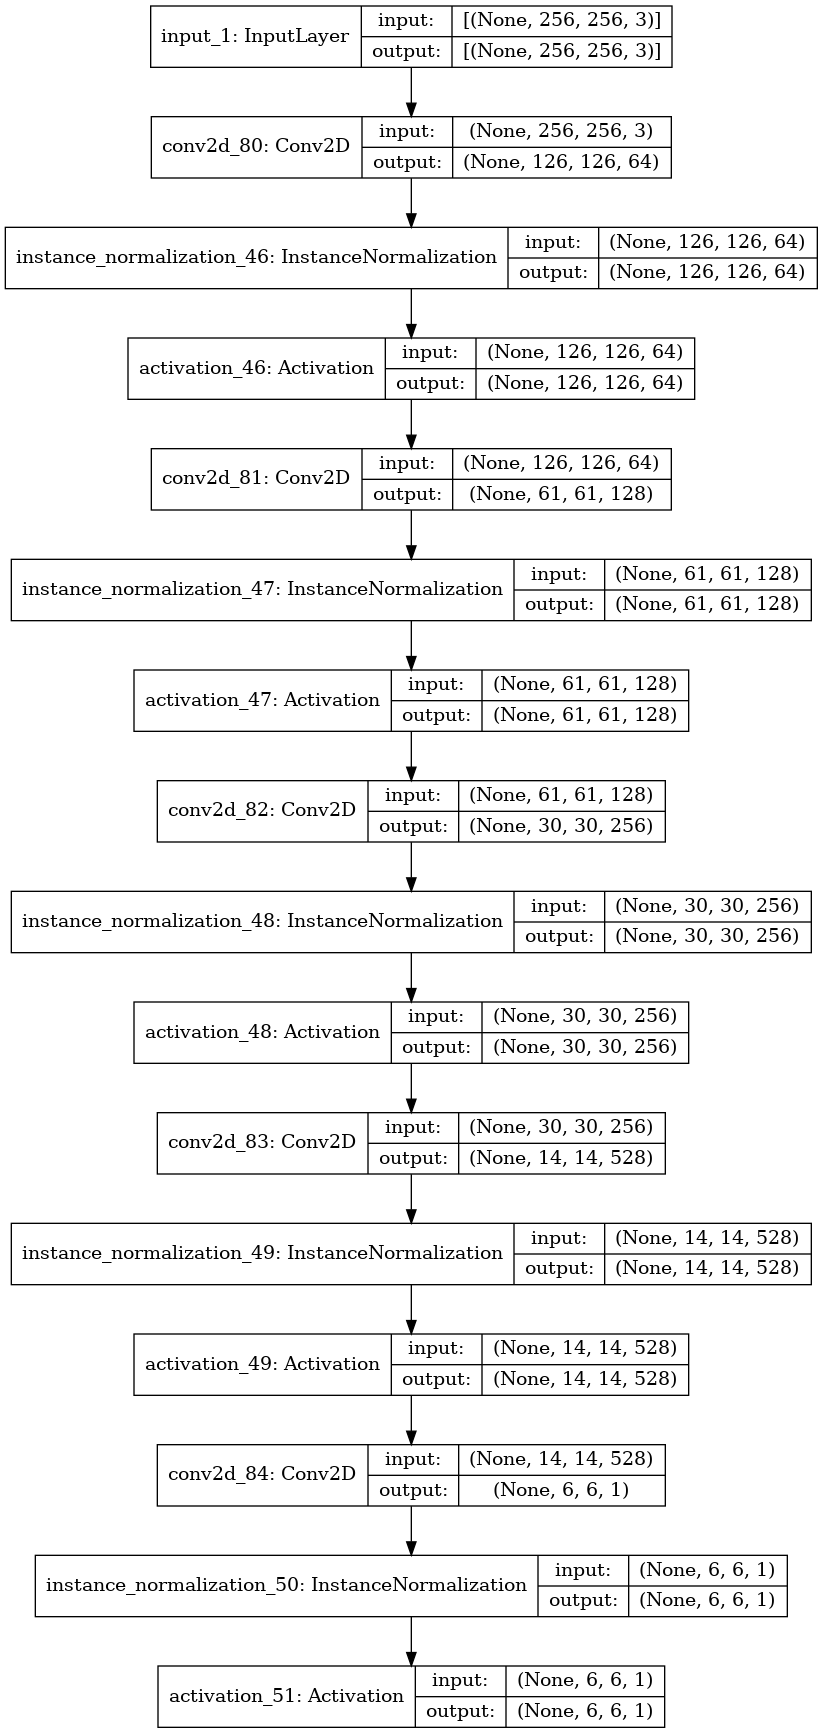 input_1: InputLayer
input:
[(None, 256, 256, 3)]
output:
[(None, 256, 256, 3)]
conv2d_80: Conv2D
input:
(None, 256, 256, 3)
output:
(None, 126, 126, 64)
instance_normalization_46: InstanceNormalization
input:
(None, 126, 126, 64)
output:
(None, 126, 126, 64)
activation_46: Activation
input:
(None, 126, 126, 64)
output:
(None, 126, 126, 64)
conv2d_81: Conv2D
input:
(None, 126, 126, 64)
output:
(None, 61, 61, 128)
instance_normalization_47: InstanceNormalization
input:
(None, 61, 61, 128)
output:
(None, 61, 61, 128)
activation_47: Activation
input:
(None, 61, 61, 128)
output:
(None, 61, 61, 128)
conv2d_82: Conv2D
input:
(None, 61, 61, 128)
output:
(None, 30, 30, 256)
instance_normalization_48: InstanceNormalization
input:
(None, 30, 30, 256)
output:
(None, 30, 30, 256)
activation_48: Activation
input:
(None, 30, 30, 256)
output:
(None, 30, 30, 256)
conv2d_83: Conv2D
input:
(None, 30, 30, 256)
output:
(None, 14, 14, 528)
instance_normalization_49: InstanceNormalization
input:
(None, 14, 14, 528)
output:
(None, 14, 14, 528)
activation_49: Activation
input:
(None, 14, 14, 528)
output:
(None, 14, 14, 528)
conv2d_84: Conv2D
input:
(None, 14, 14, 528)
output:
(None, 6, 6, 1)
instance_normalization_50: InstanceNormalization
input:
(None, 6, 6, 1)
output:
(None, 6, 6, 1)
activation_51: Activation
input:
(None, 6, 6, 1)
output:
(None, 6, 6, 1)